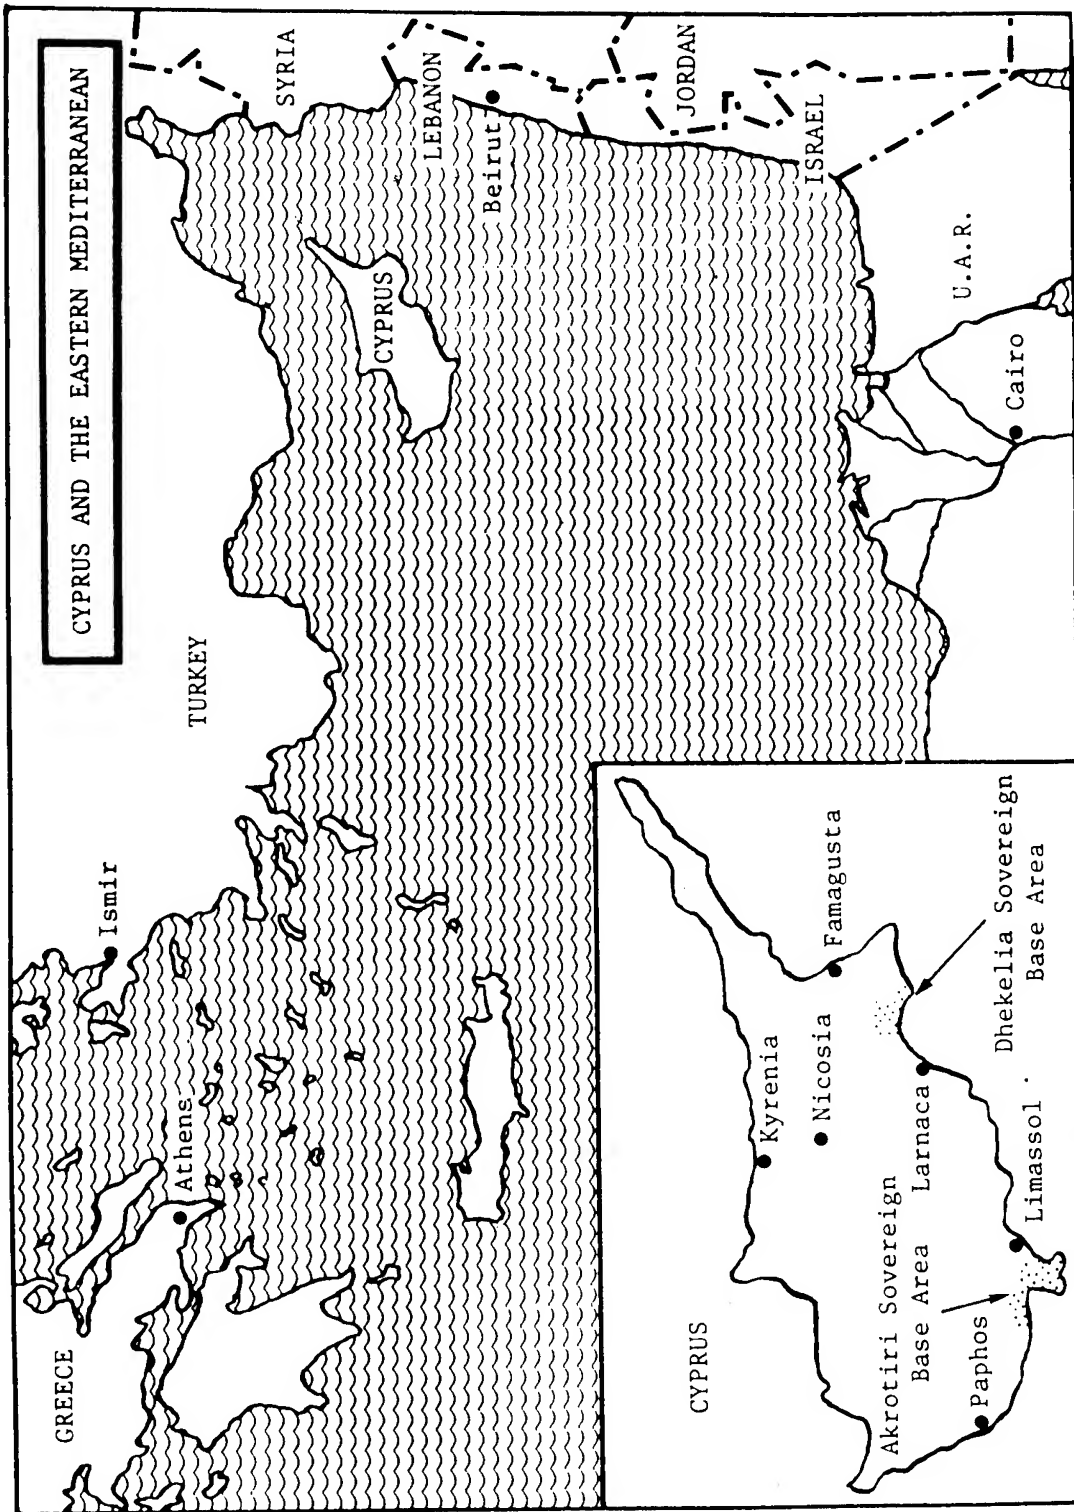 CYPRUS AND THE EASTERN MEDITERRANEAN
GREECE
Athens
Ismir
TURKEY
CYPRUS
SYRIA
LEBANON
Beirut
JORDAN
ISRAEL
U.A.R.
Cairo
CYPRUS
Kyrenia
Nicosia
Famagusta
Akrotiri Sovereign
Base Area
Larnaca
Dhekelia Sovereign
Base Area
Paphos
Limassol